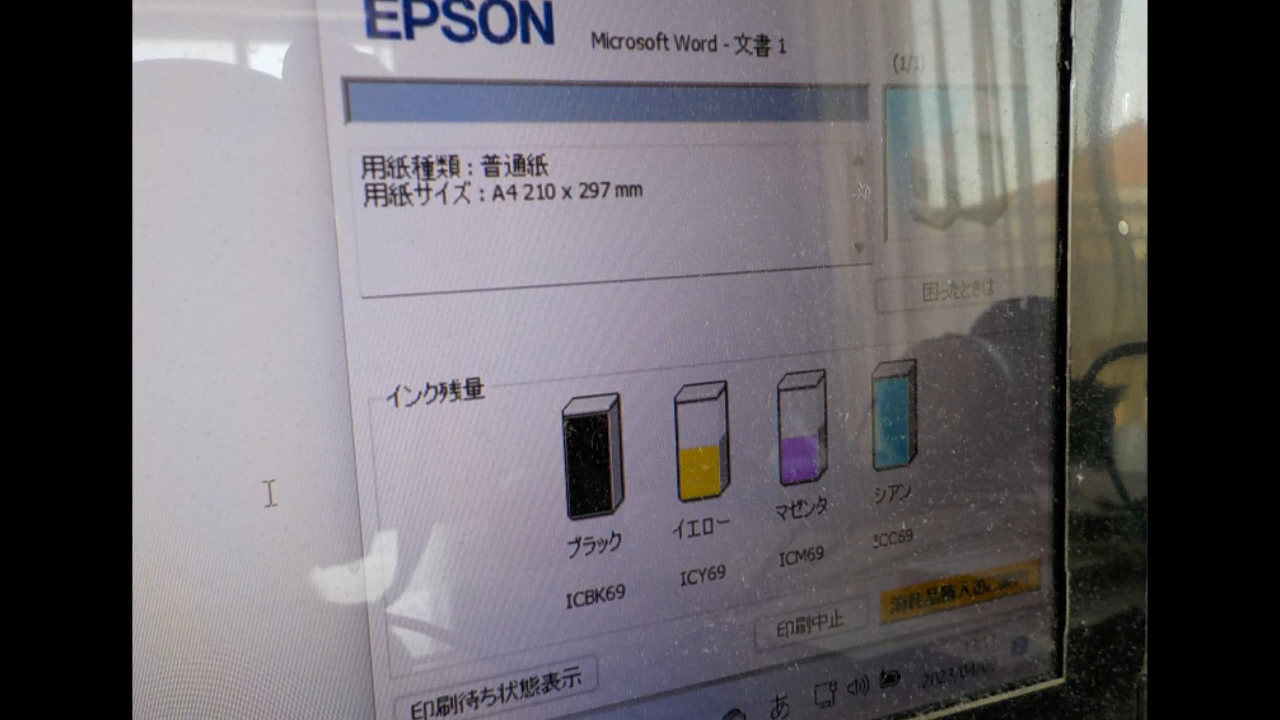 EPSON
Microsoft Word - 文書 1
(1/1)
用紙種類 : 普通紙
用紙サイズ : A4 210 x 297 mm
困ったときは
インク残量
ブラック
イエロー
マゼンタ
シアン
ICBK69
ICY69
ICM69
ICC69
印刷中止
印刷待ち状態表示
あ